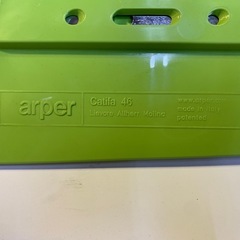 arper
Catifa 46
Lievore Altherr Molina
www.arper.com
made in Italy
patented